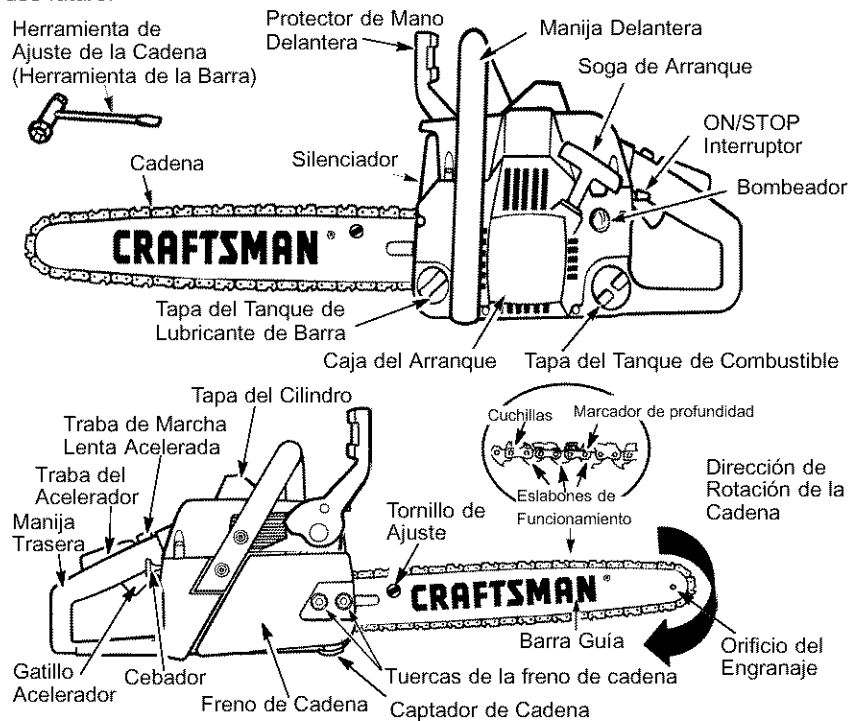 Herramienta de
Ajuste de la Cadena
(Herramienta de la Barra)
Protector de Mano
Delantera
Manija Delantera
Soga de Arranque
ON/STOP
Interruptor
Bombeador
Cadena
Silenciador
CRAFTSMAN ®
Tapa del Tanque de
Lubricante de Barra
Caja del Arranque
Tapa del Tanque de Combustible
Tapa del Cilindro
Traba de Marcha
Lenta Acelerada
Traba del
Acelerador
Manija
Trasera
Cuchillas
Marcador de profundidad
Eslabones de
Funcionamiento
Dirección de
Rotación de la
Cadena
Tornillo de
Ajuste
CRAFTSMAN ®
Barra Guía
Orificio del
Engranaje
Gatillo
Acelerador
Cebador
Freno de Cadena
Tuercas de la freno de cadena
Captador de Cadena